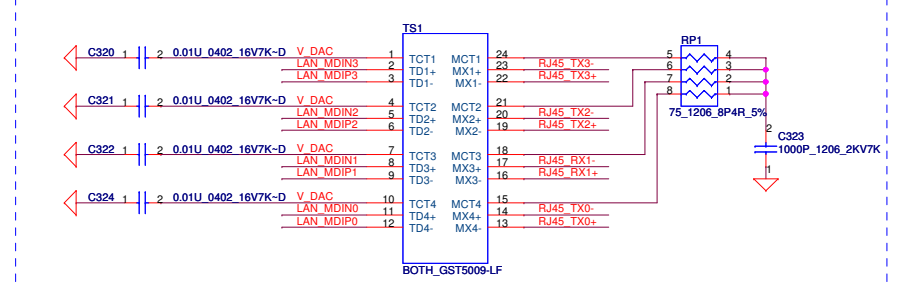 TS1
C320 1 2 0.01U_0402_16V7K~D V_DAC 1 TCT1 MCT1 24
LAN_MDIN3 2 TD1+ MX1+ 23 RJ45_TX3-
LAN_MDIP3 3 TD1- MX1- 22 RJ45_TX3+
C321 1 2 0.01U_0402_16V7K~D V_DAC 4 TCT2 MCT2 21
LAN_MDIN2 5 TD2+ MX2+ 20 RJ45_TX2-
LAN_MDIP2 6 TD2- MX2- 19 RJ45_TX2+
C322 1 2 0.01U_0402_16V7K~D V_DAC 7 TCT3 MCT3 18
LAN_MDIN1 8 TD3+ MX3+ 17 RJ45_RX1-
LAN_MDIP1 9 TD3- MX3- 16 RJ45_RX1+
C324 1 2 0.01U_0402_16V7K~D V_DAC 10 TCT4 MCT4 15
LAN_MDIN0 11 TD4+ MX4+ 14 RJ45_TX0-
LAN_MDIP0 12 TD4- MX4- 13 RJ45_TX0+
BOTH_GST5009-LF
RP1
5 4
6 3
7 2
8 1
75_1206_8P4R_5%
2
C323
1000P_1206_2KV7K
1